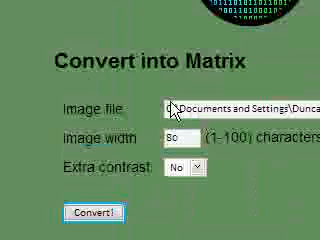 Convert into Matrix
Image file C:\Documents and Settings\Dunca
Image width 80 (1-100) characters
Extra contrast No
Convert!